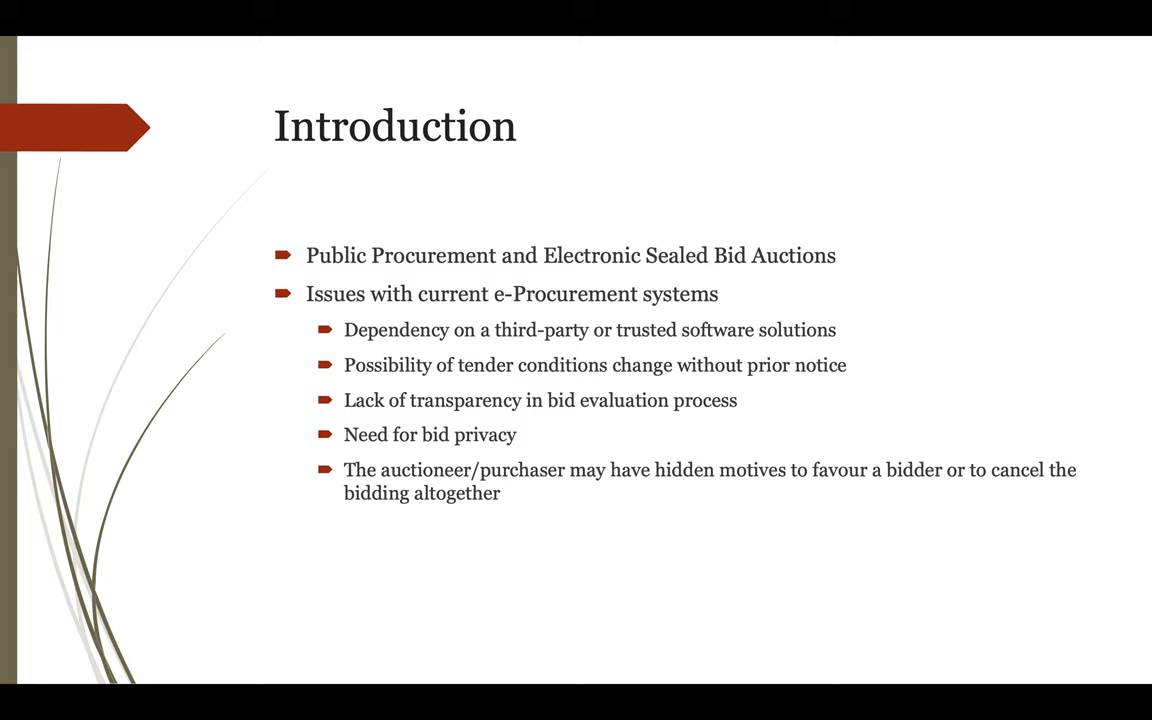 Introduction
Public Procurement and Electronic Sealed Bid Auctions
Issues with current e-Procurement systems
Dependency on a third-party or trusted software solutions
Possibility of tender conditions change without prior notice
Lack of transparency in bid evaluation process
Need for bid privacy
The auctioneer/purchaser may have hidden motives to favour a bidder or to cancel the
bidding altogether